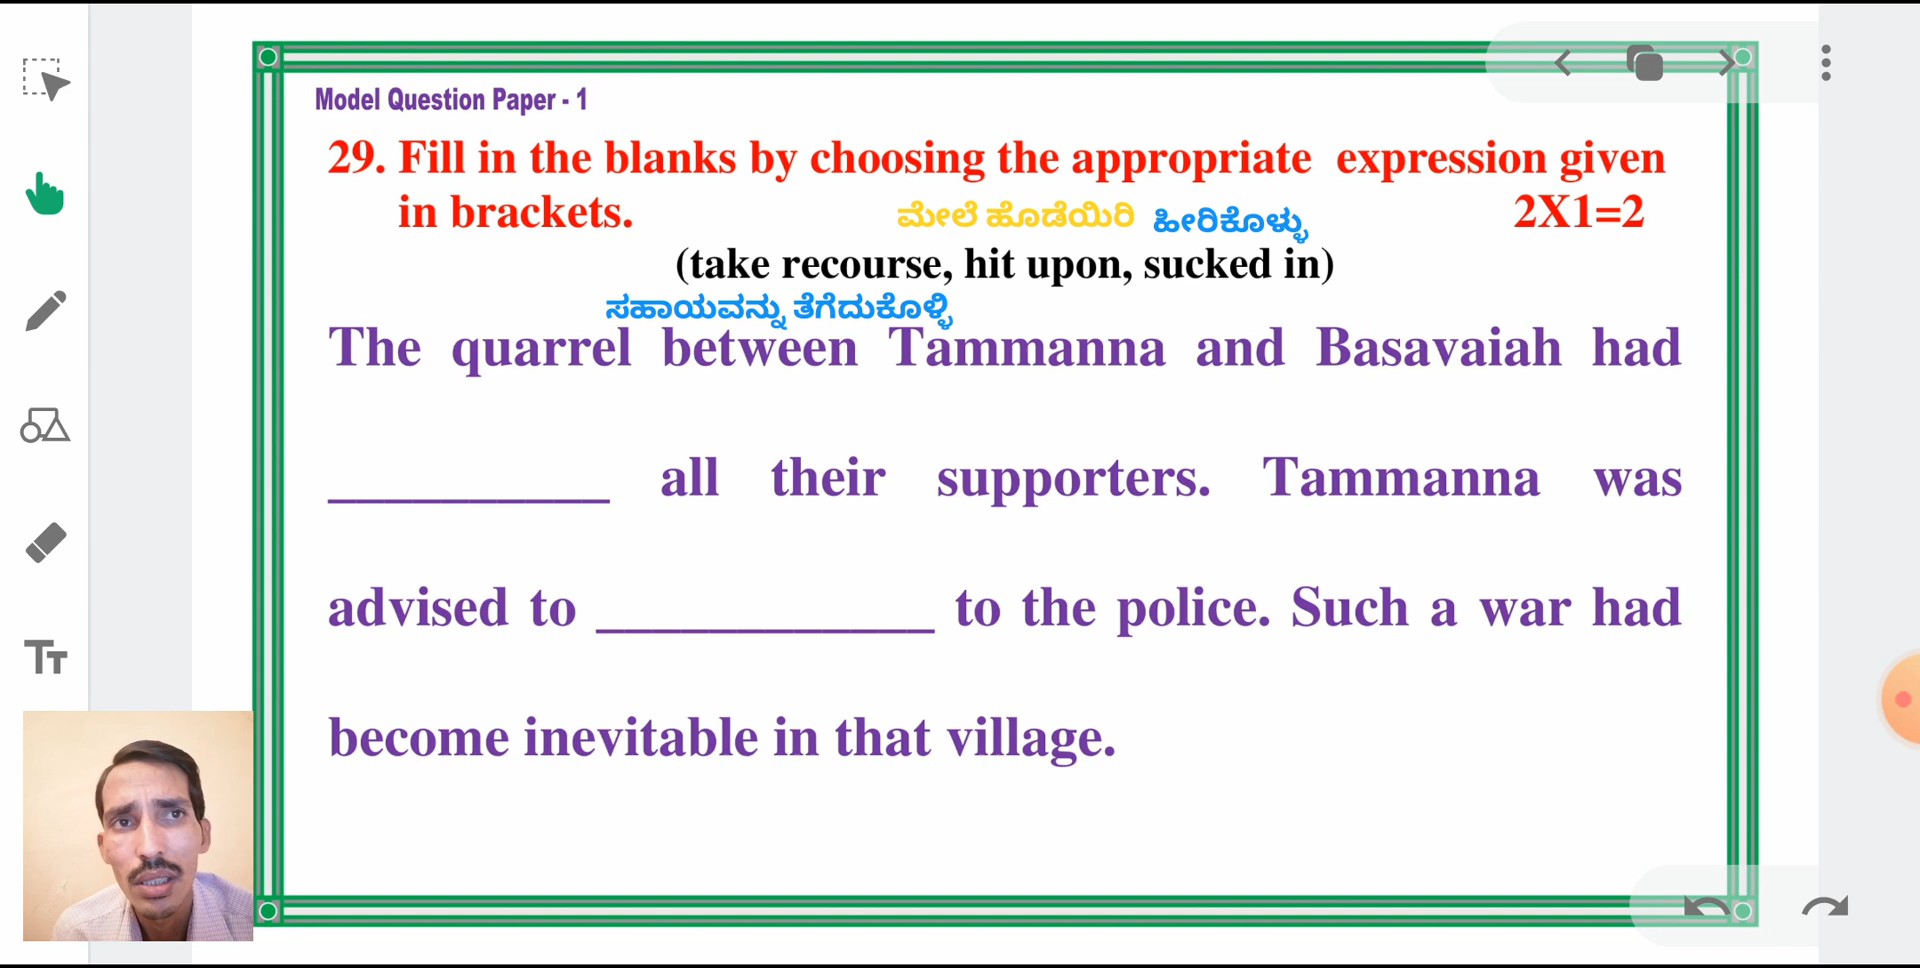 Model Question Paper - 1
29. Fill in the blanks by choosing the appropriate expression given
in brackets. ಮೇಲೆ ಹೊಡೆಯಿರಿ ಹೀರಿಕೊಳ್ಳು 2X1=2
(take recourse, hit upon, sucked in)
ಸಹಾಯವನ್ನು ತೆಗೆದುಕೊಳ್ಳಿ
The quarrel between Tammanna and Basavaiah had
__________ all their supporters. Tammanna was
advised to ____________ to the police. Such a war had
become inevitable in that village.
TT